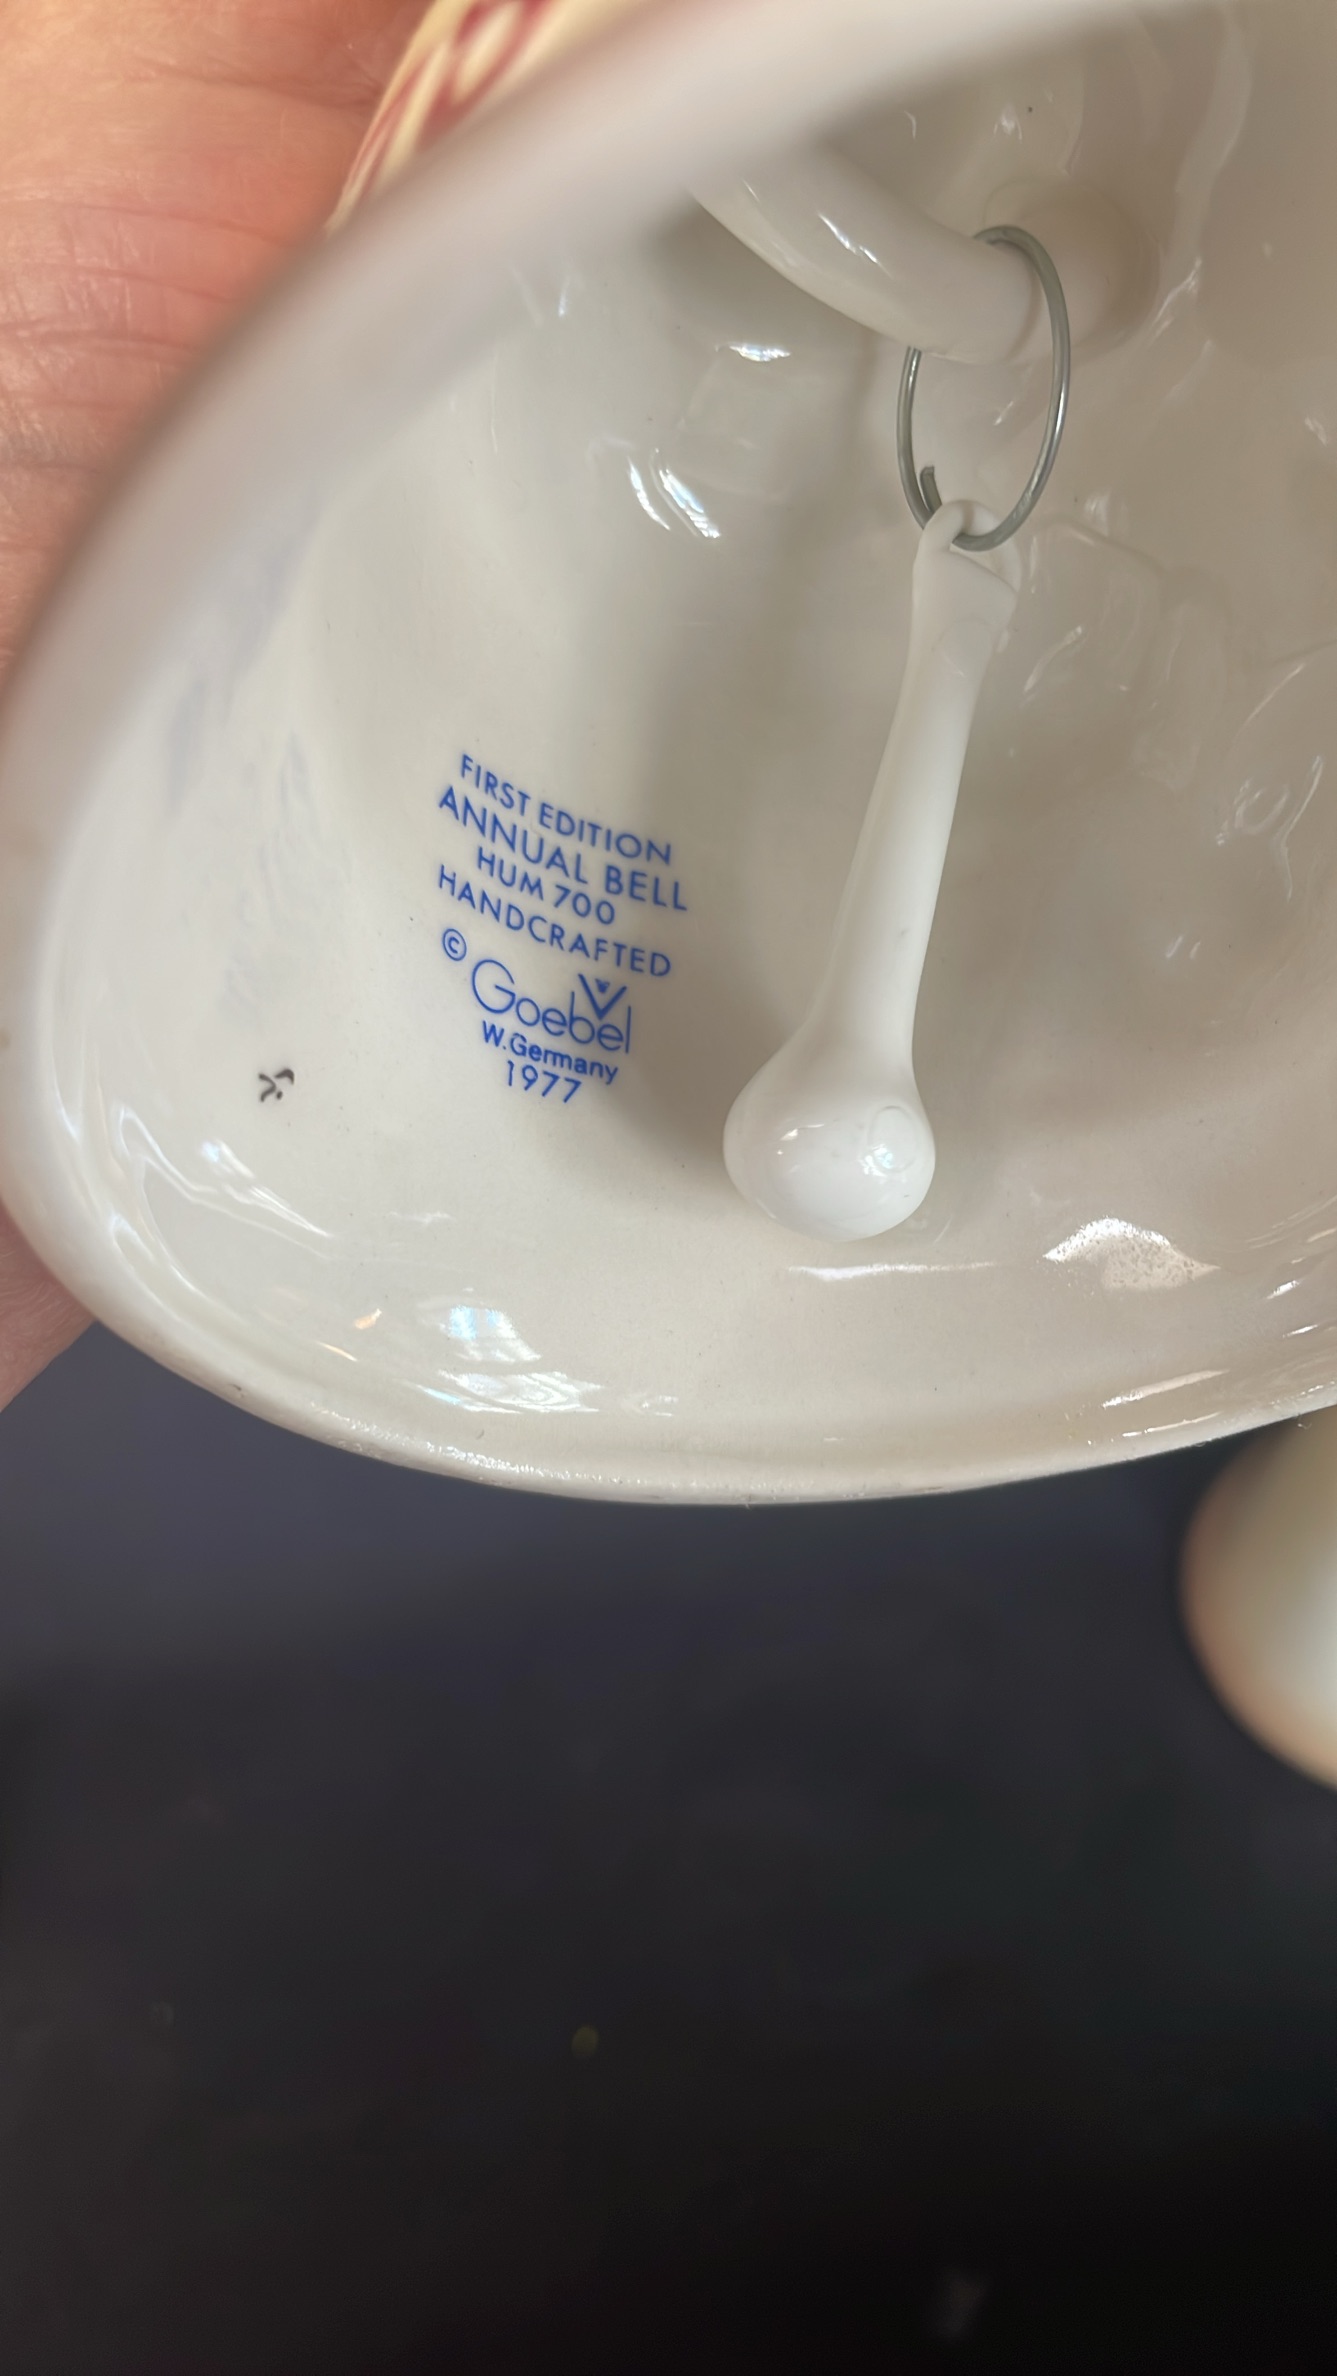 FIRST EDITION
ANNUAL BELL
HUM 700
HANDCRAFTED
© Goebel
W. Germany
1977